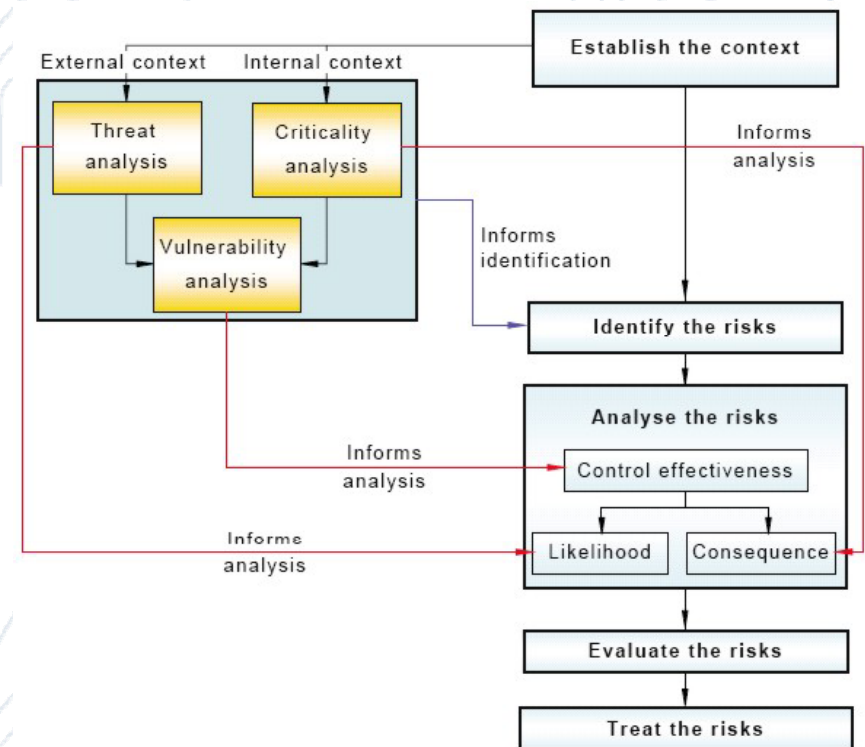 Establish the context
External context
Internal context
Threat
analysis
Criticality
analysis
Informs
analysis
Vulnerability
analysis
Informs
identification
Identify the risks
Analyse the risks
Informs
analysis
Control effectiveness
Informs
analysis
Likelihood
Consequence
Evaluate the risks
Treat the risks